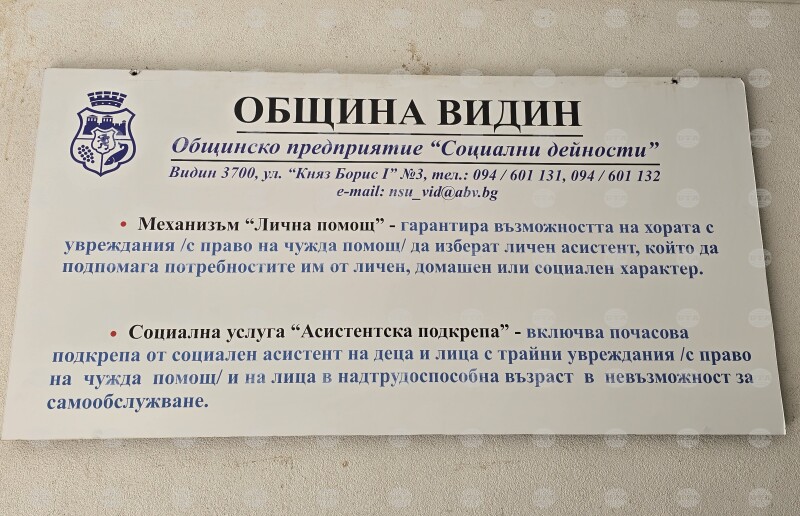 ОБЩИНА ВИДИН
Общинско предприятие “Социални дейности”
Видин 3700, ул. “Княз Борис I” №3, тел.: 094 / 601 131, 094 / 601 132
e-mail: nsu_vid@abv.bg
• Механизъм “Лична помощ” - гарантира възможността на хората с
увреждания /с право на чужда помощ/ да изберат личен асистент, който да
подпомага потребностите им от личен, домашен или социален характер.
• Социална услуга “Асистентска подкрепа” - включва почасова
подкрепа от социален асистент на деца и лица с трайни увреждания /с право
на чужда помощ/ и на лица в надтрудоспособна възраст в невъзможност за
самообслужване.